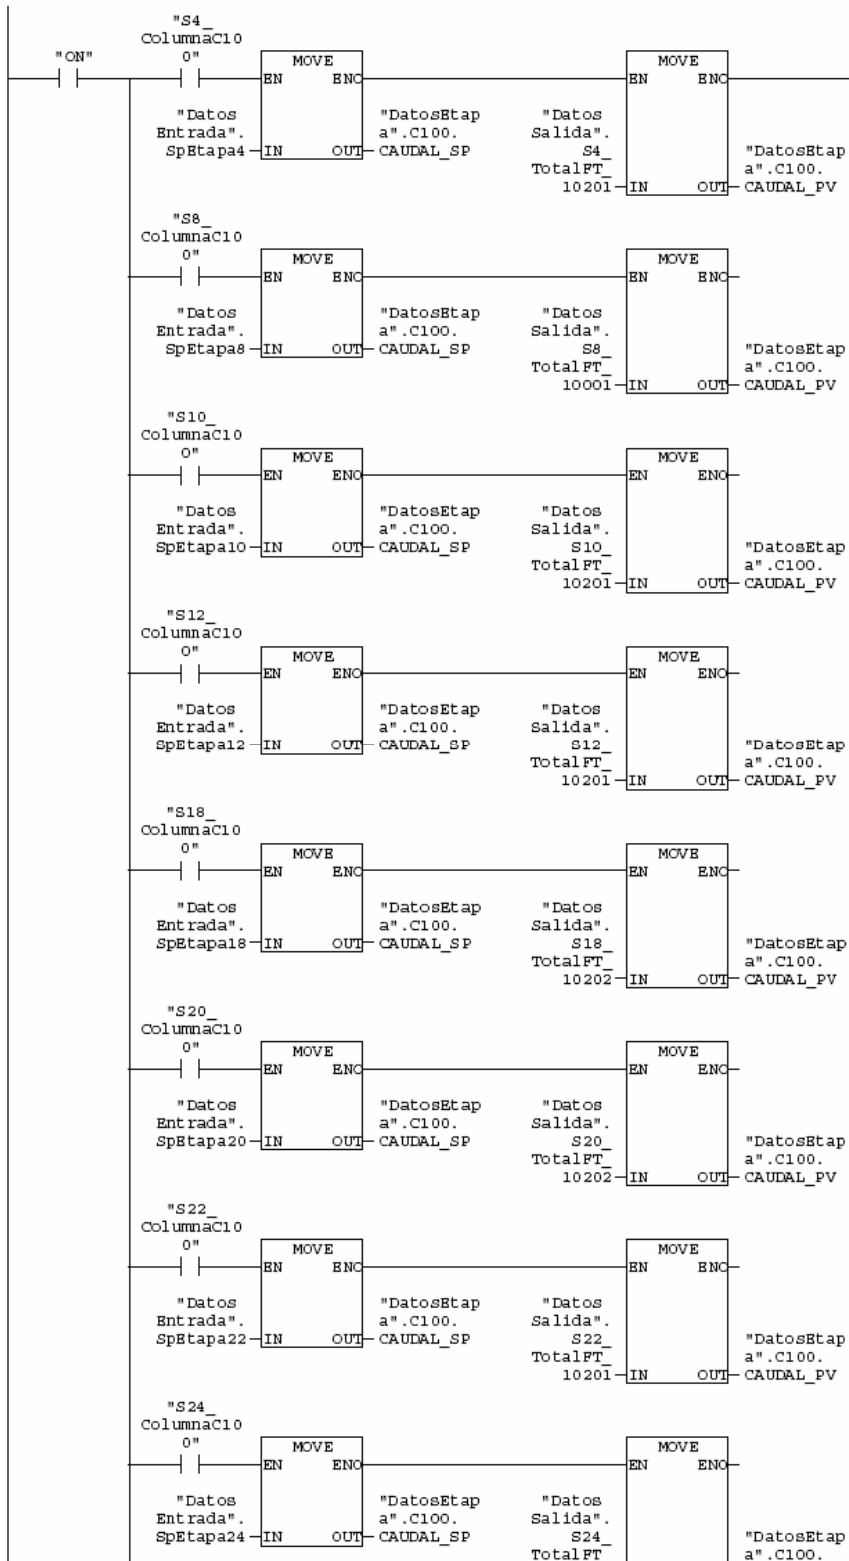 "S4_
ColumnaC10
0"
"ON"
MOVE
MOVE
EN ENO
EN ENO
"Datos
Entrada".
SpEtapa4 IN OUT
"DatosEtap
a".C100.
CAUDAL_SP
"Datos
Salida".
S4_
TotalFT_
10201 IN OUT
"DatosEtap
a".C100.
CAUDAL_PV
"S8_
ColumnaC10
0"
MOVE
MOVE
EN ENO
EN ENO
"Datos
Entrada".
SpEtapa8 IN OUT
"DatosEtap
a".C100.
CAUDAL_SP
"Datos
Salida".
S8_
TotalFT_
10001 IN OUT
"DatosEtap
a".C100.
CAUDAL_PV
"S10_
ColumnaC10
0"
MOVE
MOVE
EN ENO
EN ENO
"Datos
Entrada".
SpEtapa10 IN OUT
"DatosEtap
a".C100.
CAUDAL_SP
"Datos
Salida".
S10_
TotalFT_
10201 IN OUT
"DatosEtap
a".C100.
CAUDAL_PV
"S12_
ColumnaC10
0"
MOVE
MOVE
EN ENO
EN ENO
"Datos
Entrada".
SpEtapa12 IN OUT
"DatosEtap
a".C100.
CAUDAL_SP
"Datos
Salida".
S12_
TotalFT_
10201 IN OUT
"DatosEtap
a".C100.
CAUDAL_PV
"S18_
ColumnaC10
0"
MOVE
MOVE
EN ENO
EN ENO
"Datos
Entrada".
SpEtapa18 IN OUT
"DatosEtap
a".C100.
CAUDAL_SP
"Datos
Salida".
S18_
TotalFT_
10202 IN OUT
"DatosEtap
a".C100.
CAUDAL_PV
"S20_
ColumnaC10
0"
MOVE
MOVE
EN ENO
EN ENO
"Datos
Entrada".
SpEtapa20 IN OUT
"DatosEtap
a".C100.
CAUDAL_SP
"Datos
Salida".
S20_
TotalFT_
10202 IN OUT
"DatosEtap
a".C100.
CAUDAL_PV
"S22_
ColumnaC10
0"
MOVE
MOVE
EN ENO
EN ENO
"Datos
Entrada".
SpEtapa22 IN OUT
"DatosEtap
a".C100.
CAUDAL_SP
"Datos
Salida".
S22_
TotalFT_
10201 IN OUT
"DatosEtap
a".C100.
CAUDAL_PV
"S24_
ColumnaC10
0"
MOVE
MOVE
EN ENO
EN ENO
"Datos
Entrada".
SpEtapa24 IN OUT
"DatosEtap
a".C100.
CAUDAL_SP
"Datos
Salida".
S24_
TotalFT
"DatosEtap
a".C100.